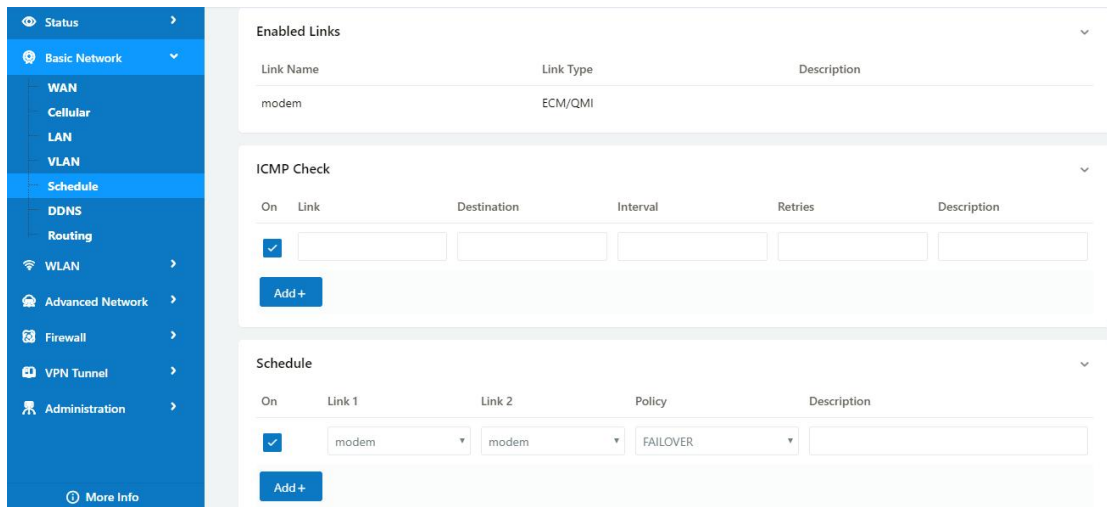 Status
Basic Network
WAN
Cellular
LAN
VLAN
Schedule
DDNS
Routing
WLAN
Advanced Network
Firewall
VPN Tunnel
Administration
More Info
Enabled Links
Link Name Link Type Description
modem ECM/QMI
ICMP Check
On Link Destination Interval Retries Description
Add+
Schedule
On Link 1 Link 2 Policy Description
modem modem FAILOVER
Add+